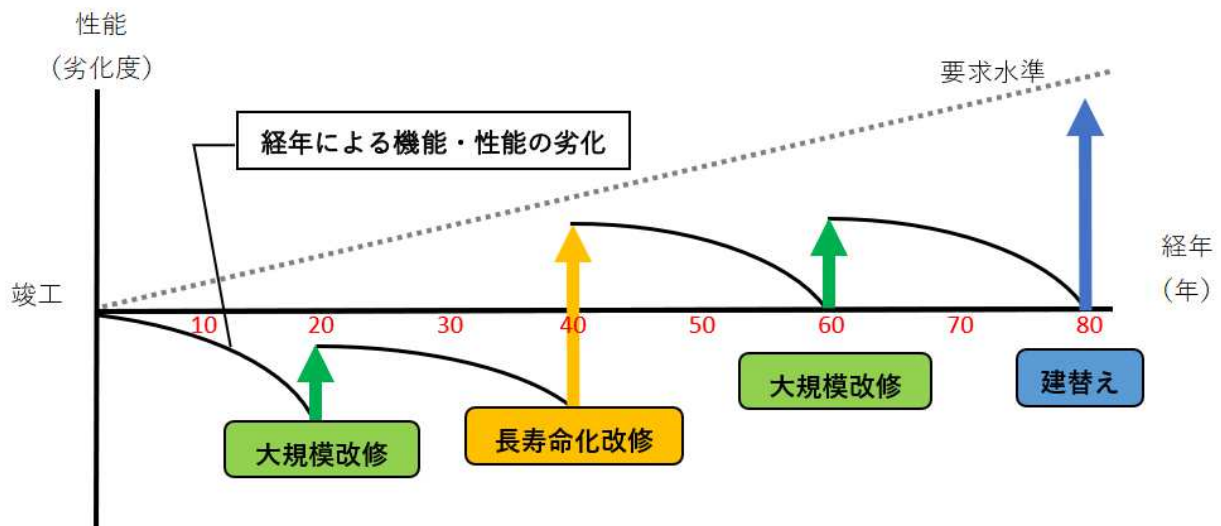 性能
（劣化度）
要求水準
経年による機能・性能の劣化
経年
（年）
竣工
10
20
30
40
50
60
70
80
大規模改修
長寿命化改修
大規模改修
建替え